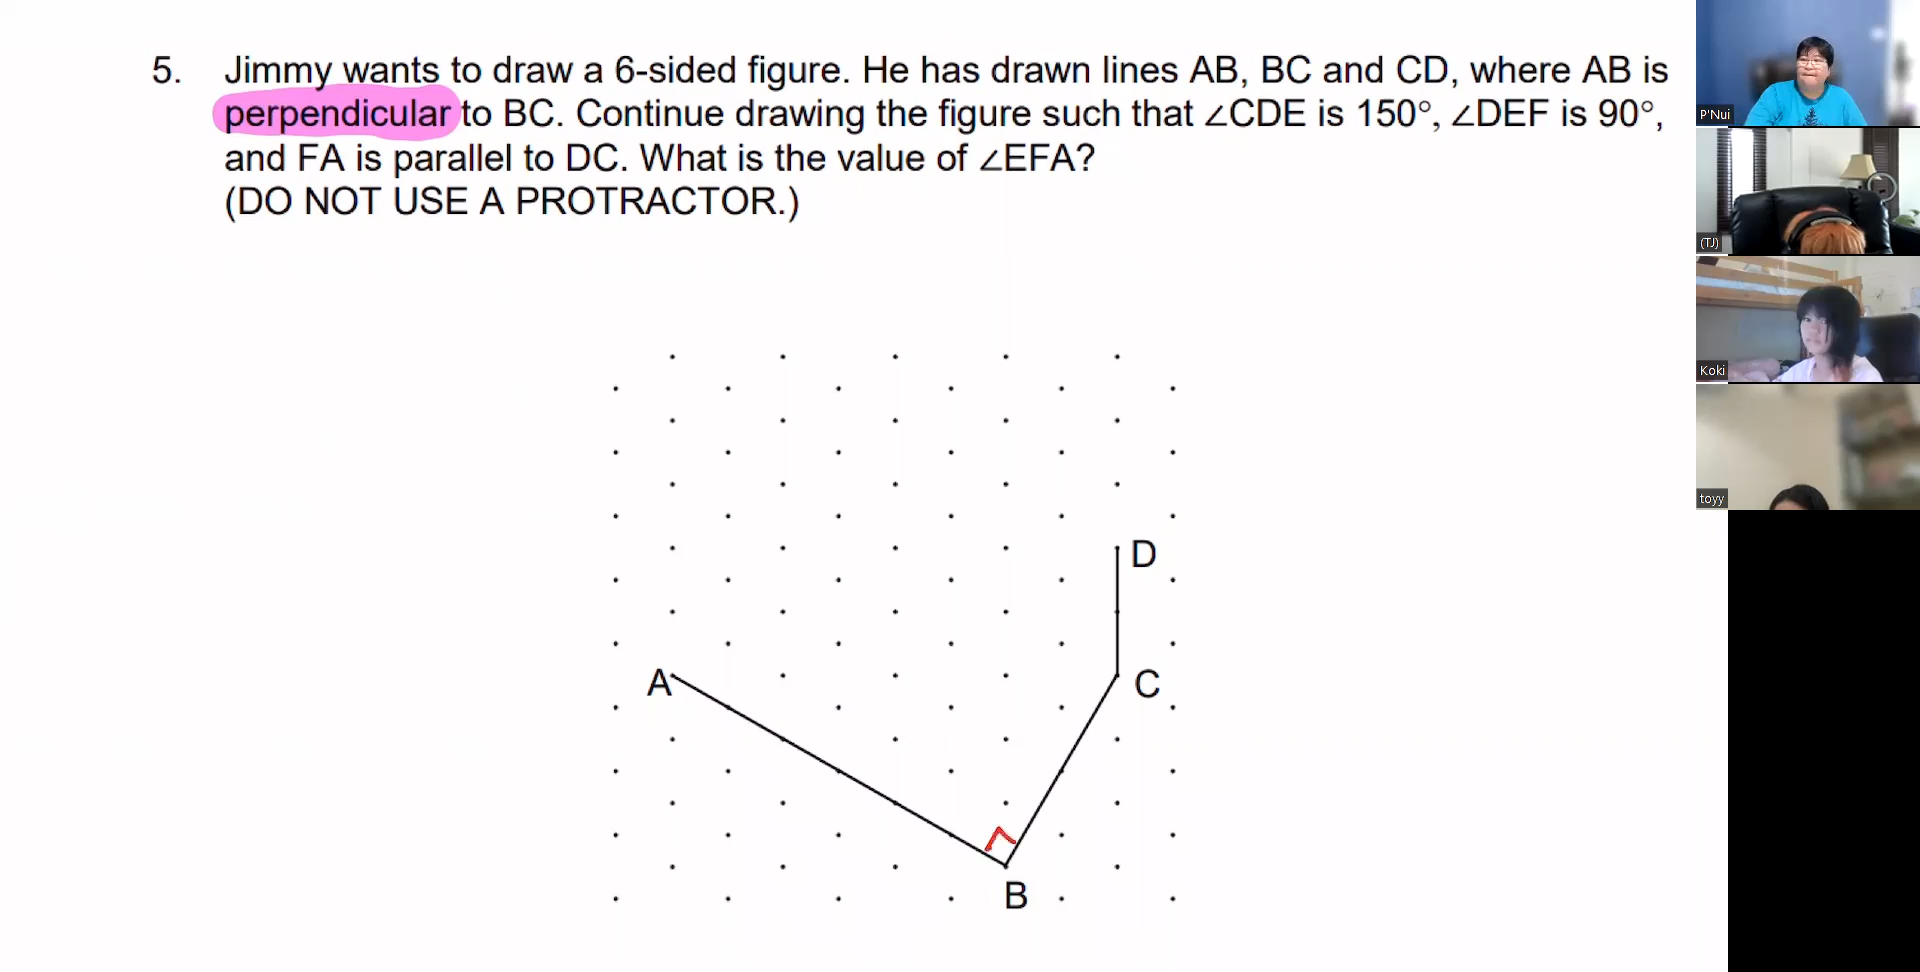 5. Jimmy wants to draw a 6-sided figure. He has drawn lines AB, BC and CD, where AB is
perpendicular to BC. Continue drawing the figure such that ∠CDE is 150°, ∠DEF is 90°,
and FA is parallel to DC. What is the value of ∠EFA?
(DO NOT USE A PROTRACTOR.)
D
A
C
B
P'Nui
(TJ)
Koki
toyy